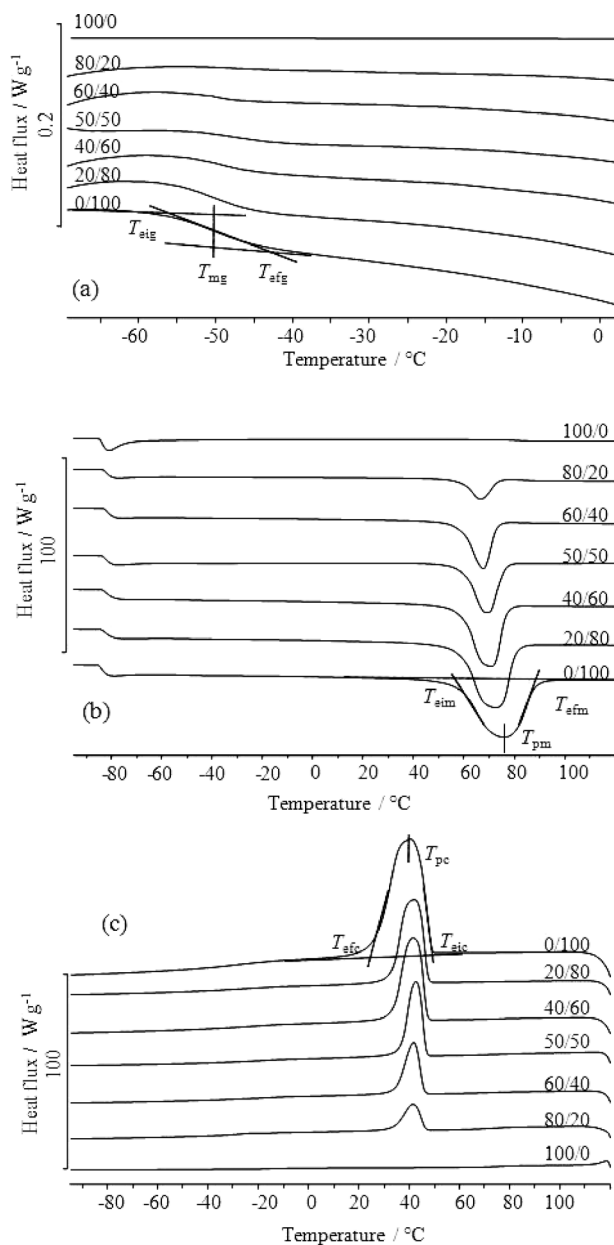 100/0
80/20
60/40
50/50
40/60
20/80
0/100
Heat flux / W g-1
0.2
Teig
Tmg
Tefg
(a)
-60 -50 -40 -30 -20 -10 0
Temperature / °C
100/0
80/20
60/40
50/50
40/60
20/80
0/100
Heat flux / W g-1
100
Teim
Tefm
Tpm
(b)
-80 -60 -40 -20 0 20 40 60 80 100
Temperature / °C
Tpc
(c)
Tefc
Teic
0/100
20/80
40/60
50/50
60/40
80/20
100/0
Heat flux / W g-1
100
-80 -60 -40 -20 0 20 40 60 80 100
Temperature / °C